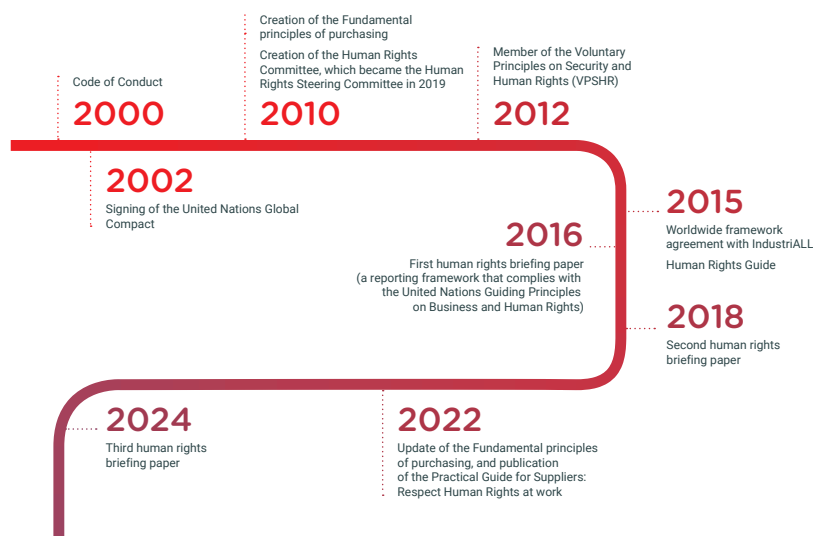 Code of Conduct
2000
Creation of the Fundamental
principles of purchasing
Creation of the Human Rights
Committee, which became the Human
Rights Steering Committee in 2019
2010
Member of the Voluntary
Principles on Security and
Human Rights (VPSHR)
2012
2002
Signing of the United Nations Global
Compact
2015
Worldwide framework
agreement with IndustriALL
Human Rights Guide
2016
First human rights briefing paper
(a reporting framework that complies with
the United Nations Guiding Principles
on Business and Human Rights)
2018
Second human rights
briefing paper
2024
Third human rights
briefing paper
2022
Update of the Fundamental principles
of purchasing, and publication
of the Practical Guide for Suppliers:
Respect Human Rights at work